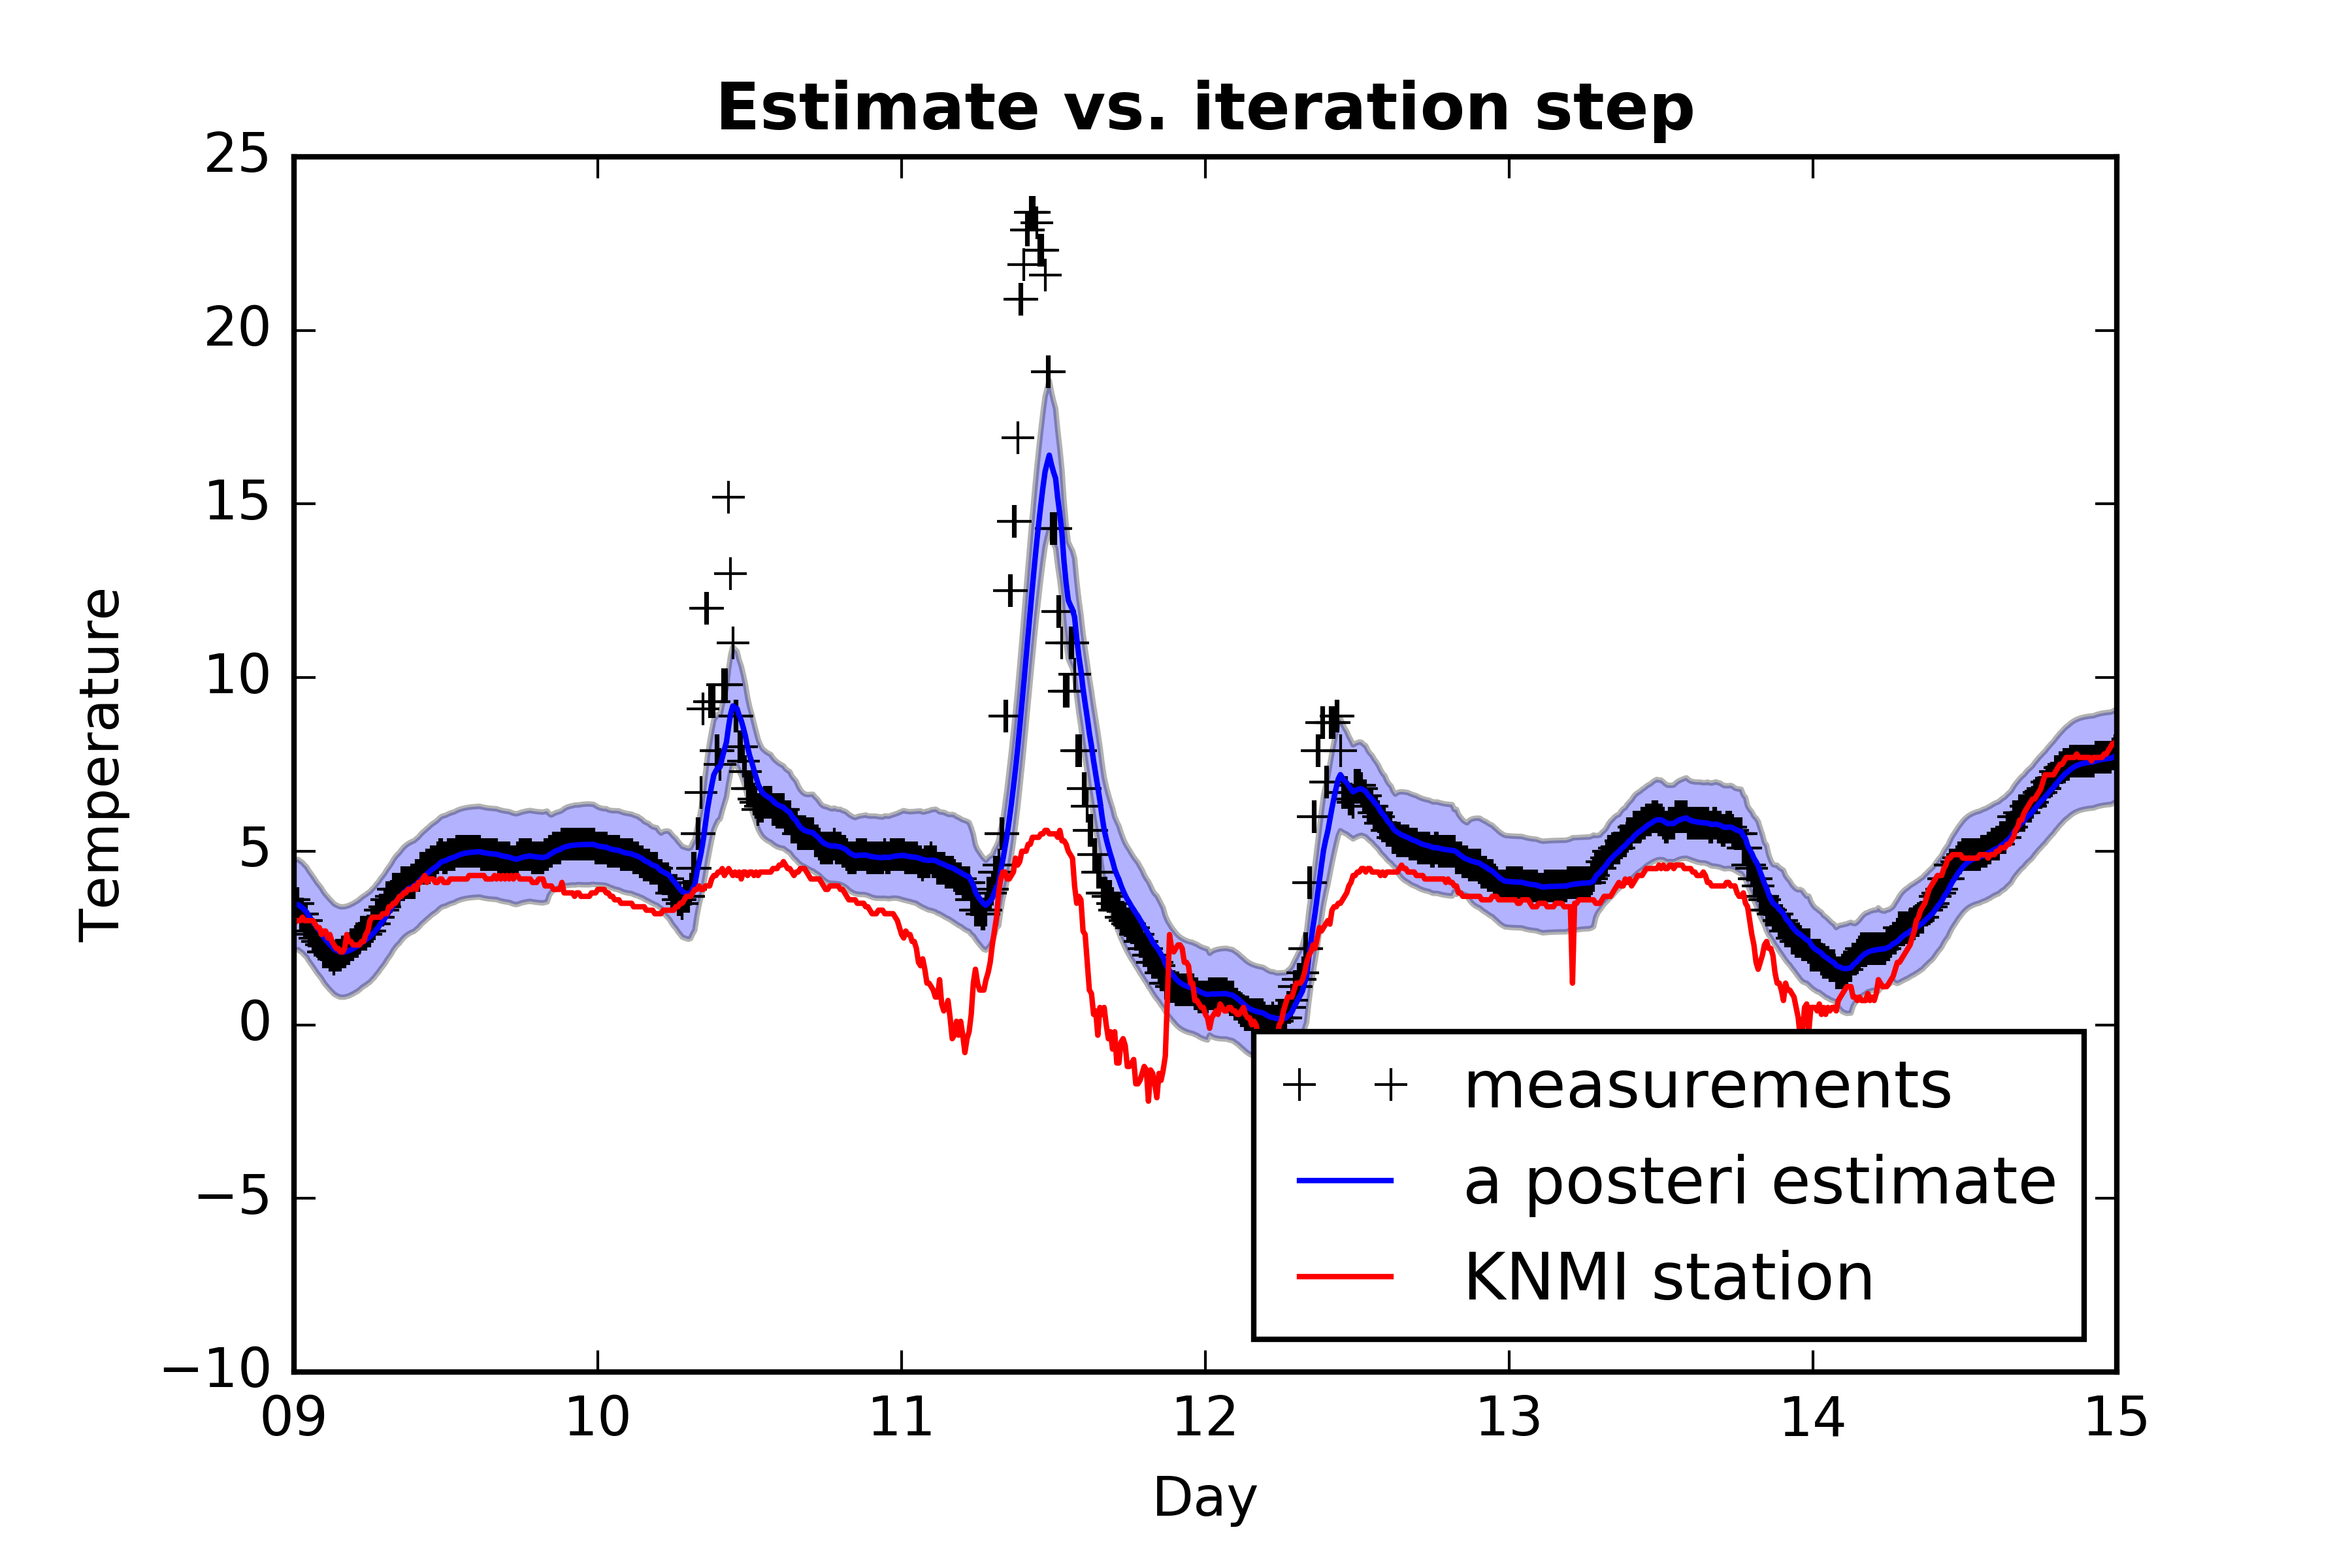 Estimate vs. iteration step
25
20
15
10
5
0
−5
−10
Temperature
measurements
a posteri estimate
KNMI station
09 10 11 12 13 14 15
Day